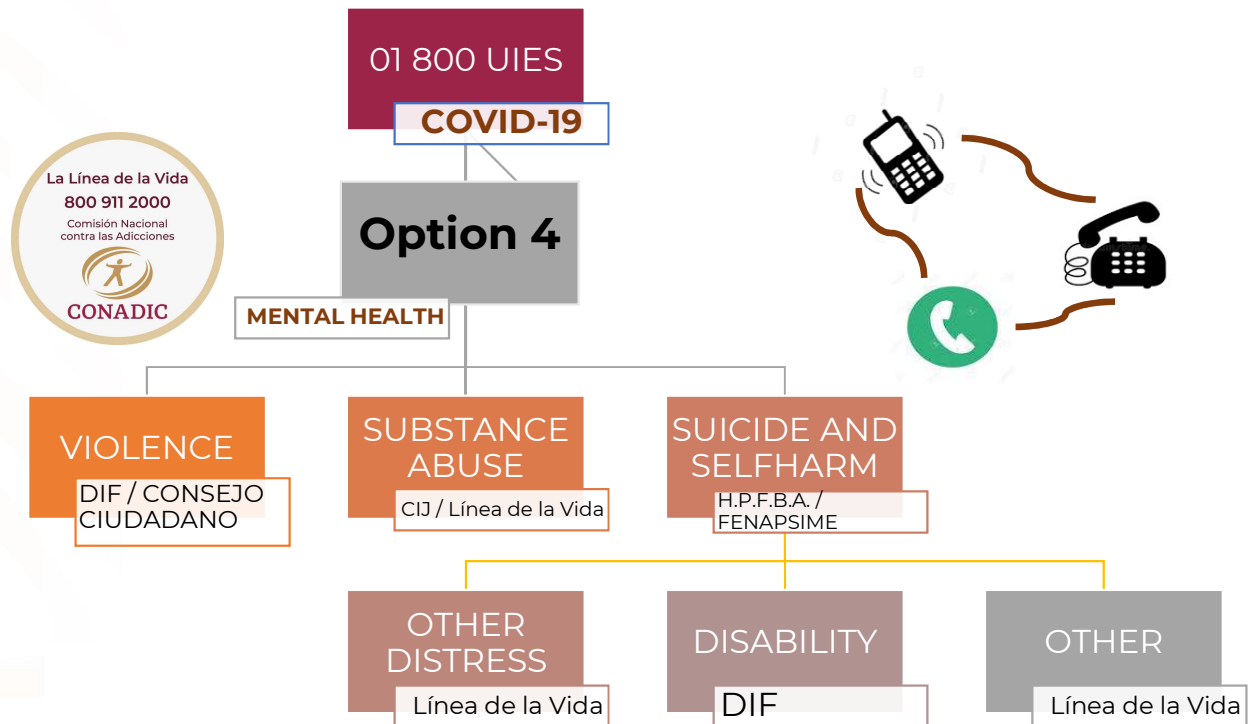 01 800 UIES
COVID-19
La Línea de la Vida
800 911 2000
Comisión Nacional
contra las Adicciones
CONADIC
Option 4
MENTAL HEALTH
VIOLENCE
DIF / CONSEJO
CIUDADANO
SUBSTANCE
ABUSE
CIJ / Línea de la Vida
SUICIDE AND
SELFHARM
H.P.F.B.A. /
FENAPSIME
OTHER
DISTRESS
Línea de la Vida
DISABILITY
DIF
OTHER
Línea de la Vida